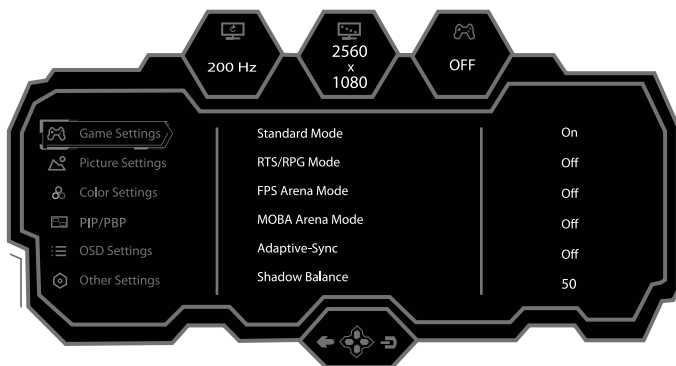 200 Hz
2560
x
1080
OFF
Game Settings
Standard Mode
On
Picture Settings
RTS/RPG Mode
Off
Color Settings
FPS Arena Mode
Off
PIP/PBP
MOBA Arena Mode
Off
OSD Settings
Adaptive-Sync
Off
Other Settings
Shadow Balance
50